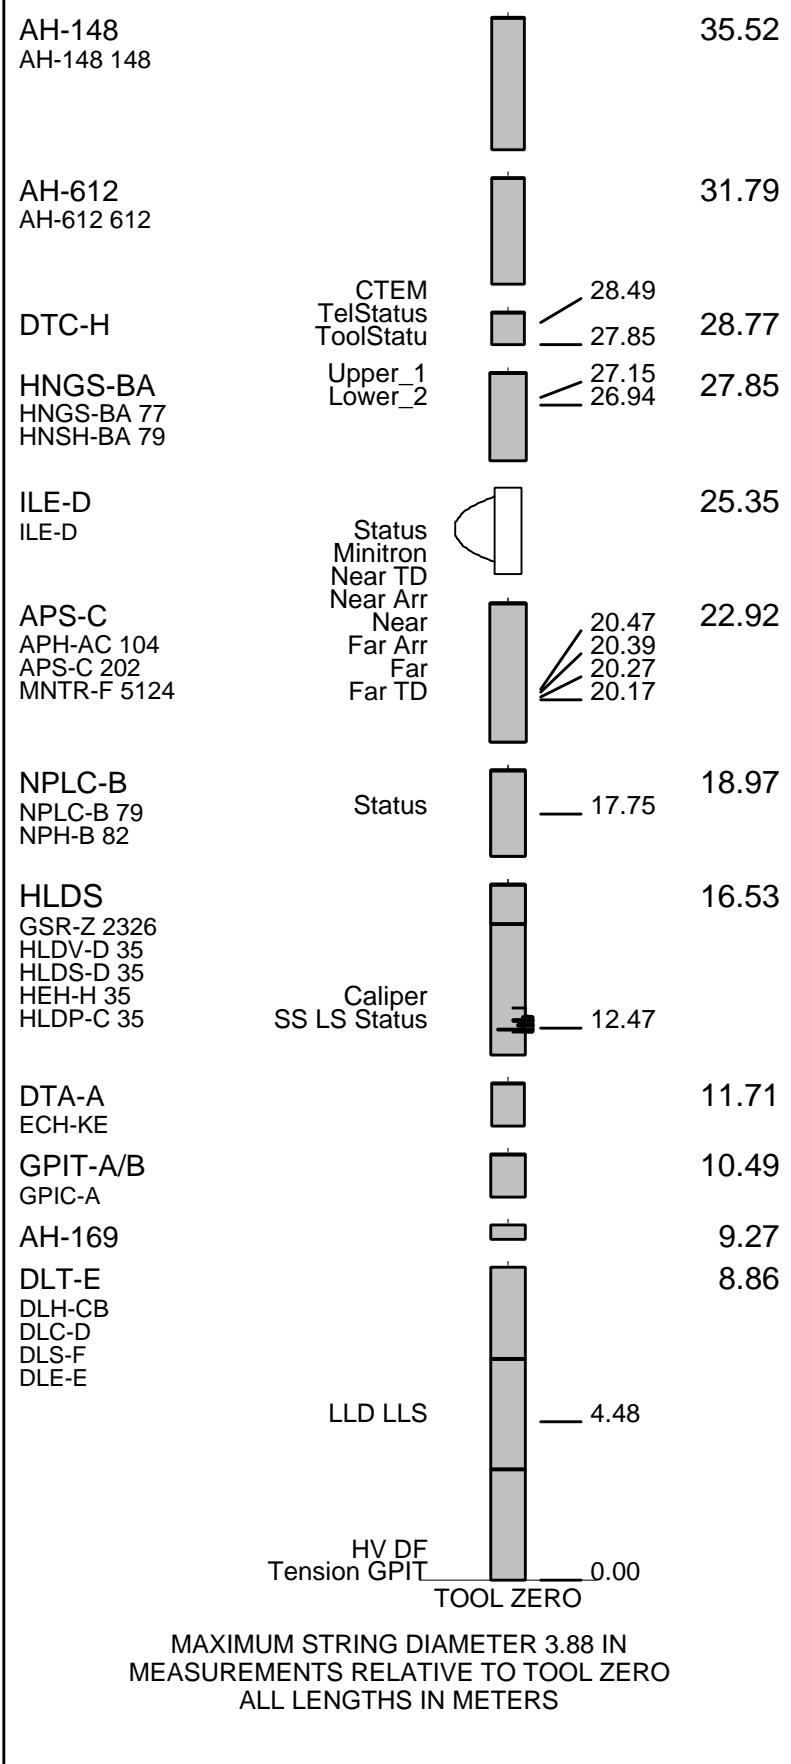 AH-148 35.52
AH-148 148
AH-612 31.79
AH-612 612
CTEM 28.49
TelStatus
DTC-H ToolStatu 27.85 28.77
HNGS-BA Upper_1 27.15 27.85
Lower_2 26.94
HNGS-BA 77
HNSH-BA 79
ILE-D 25.35
ILE-D Status
Minitron
Near TD
Near Arr
APS-C Near 20.47 22.92
APH-AC 104 Far Arr 20.39
APS-C 202 Far 20.27
MNTR-F 5124 Far TD 20.17
NPLC-B 18.97
NPLC-B 79 Status 17.75
NPH-B 82
HLDS 16.53
GSR-Z 2326
HLDV-D 35
HLDS-D 35
HEH-H 35 Caliper
HLDP-C 35 SS LS Status 12.47
DTA-A 11.71
ECH-KE
GPIT-A/B 10.49
GPIC-A
AH-169 9.27
DLT-E 8.86
DLH-CB
DLC-D
DLS-F
DLE-E
LLD LLS 4.48
HV DF
Tension GPIT 0.00
TOOL ZERO
MAXIMUM STRING DIAMETER 3.88 IN
MEASUREMENTS RELATIVE TO TOOL ZERO
ALL LENGTHS IN METERS